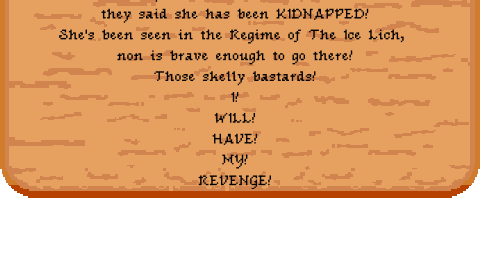 they said she has been KIDNAPPED!
She's been seen in the Regime of The Ice Lich,
non is brave enough to go there!
Those skelly bastards!
I!
WILL!
HAVE!
MY!
REVENGE!